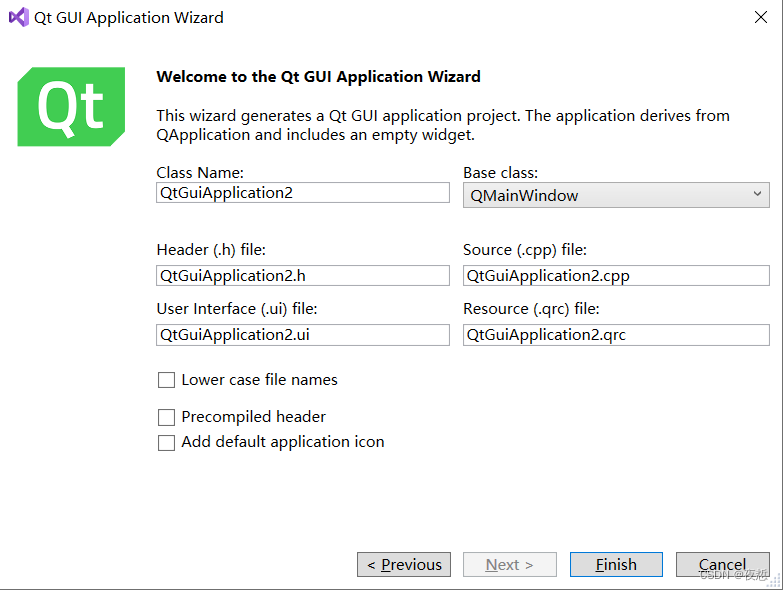 Qt GUI Application Wizard
Qt
Welcome to the Qt GUI Application Wizard
This wizard generates a Qt GUI application project. The application derives from
QApplication and includes an empty widget.
Class Name:
Base class:
QtGuiApplication2
QMainWindow
Header (.h) file:
Source (.cpp) file:
QtGuiApplication2.h
QtGuiApplication2.cpp
User Interface (.ui) file:
Resource (.qrc) file:
QtGuiApplication2.ui
QtGuiApplication2.qrc
Lower case file names
Precompiled header
Add default application icon
< Previous
Next >
Finish
Cancel
CSDN @夜悊